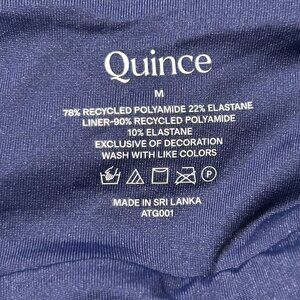 Quince
M
78% RECYCLED POLYAMIDE 22% ELASTANE
LINER-90% RECYCLED POLYAMIDE
10% ELASTANE
EXCLUSIVE OF DECORATION
WASH WITH LIKE COLORS
P
MADE IN SRI LANKA
ATG001